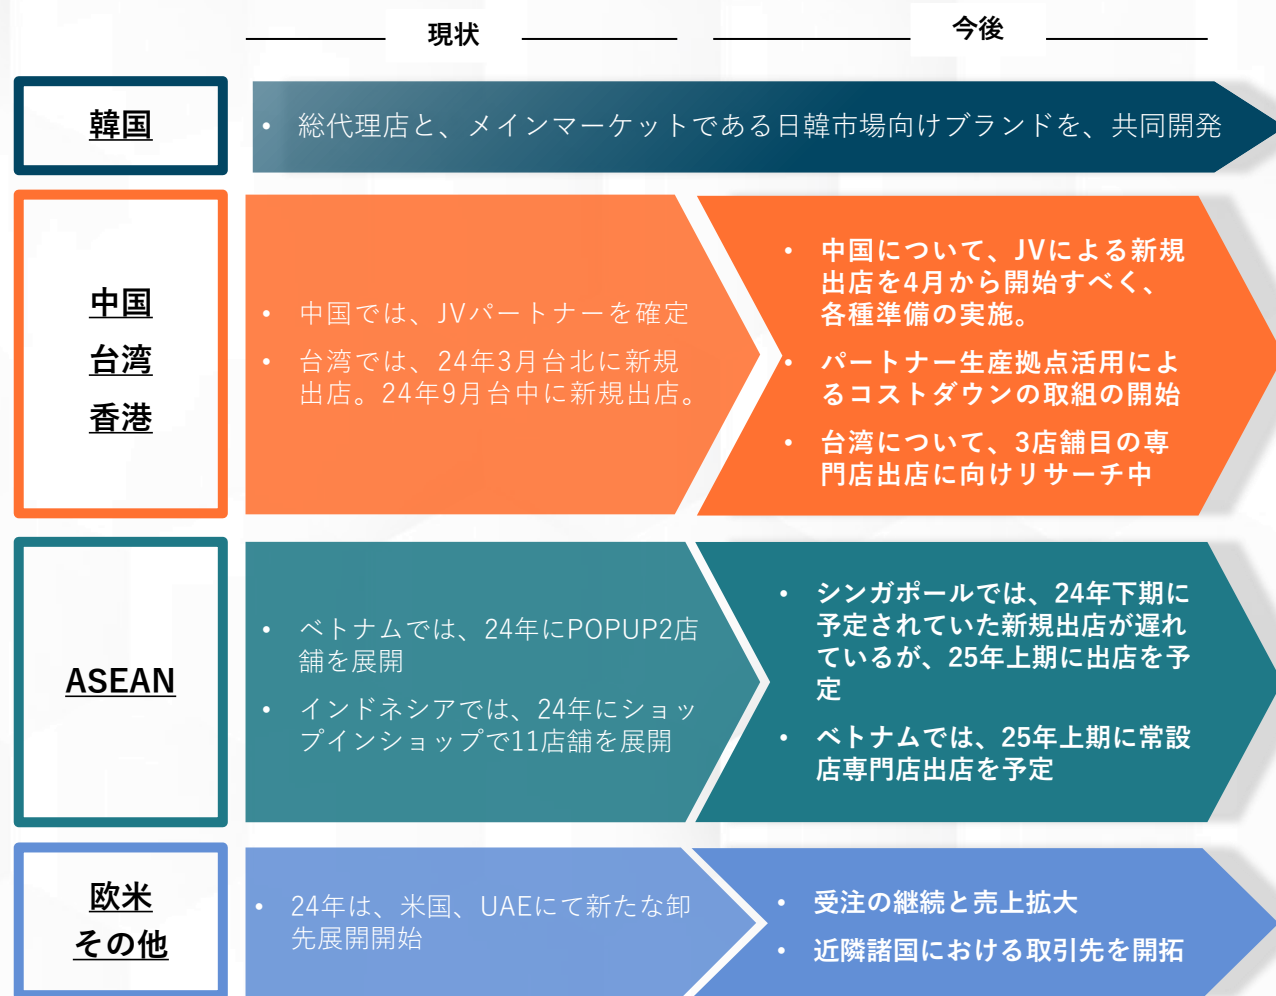 現状
今後
韓国
• 総代理店と、メインマーケットである日韓市場向けブランドを、共同開発
中国
台湾
香港
• 中国では、JVパートナーを確定
• 台湾では、24年3月台北に新規
出店。24年9月台中に新規出店。
• 中国について、JVによる新規
出店を4月から開始すべく、
各種準備の実施。
• パートナー生産拠点活用によ
るコストダウンの取組の開始
• 台湾について、3店舗目の専
門店出店に向けリサーチ中
ASEAN
• ベトナムでは、24年にPOPUP2店
舗を展開
• インドネシアでは、24年にショッ
プインショップで11店舗を展開
• シンガポールでは、24年下期に
予定されていた新規出店が遅れ
ているが、25年上期に出店を予
定
• ベトナムでは、25年上期に常設
店専門店出店を予定
欧米
その他
• 24年は、米国、UAEにて新たな卸
先展開開始
• 受注の継続と売上拡大
• 近隣諸国における取引先を開拓